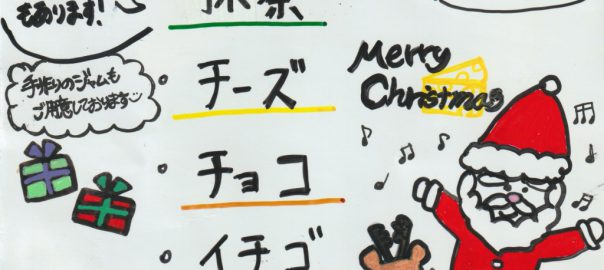 もあります!
抹茶
手作りのジャムも
ご用意しております
・チーズ
Merry
Christmas
・チョコ
・イチゴ